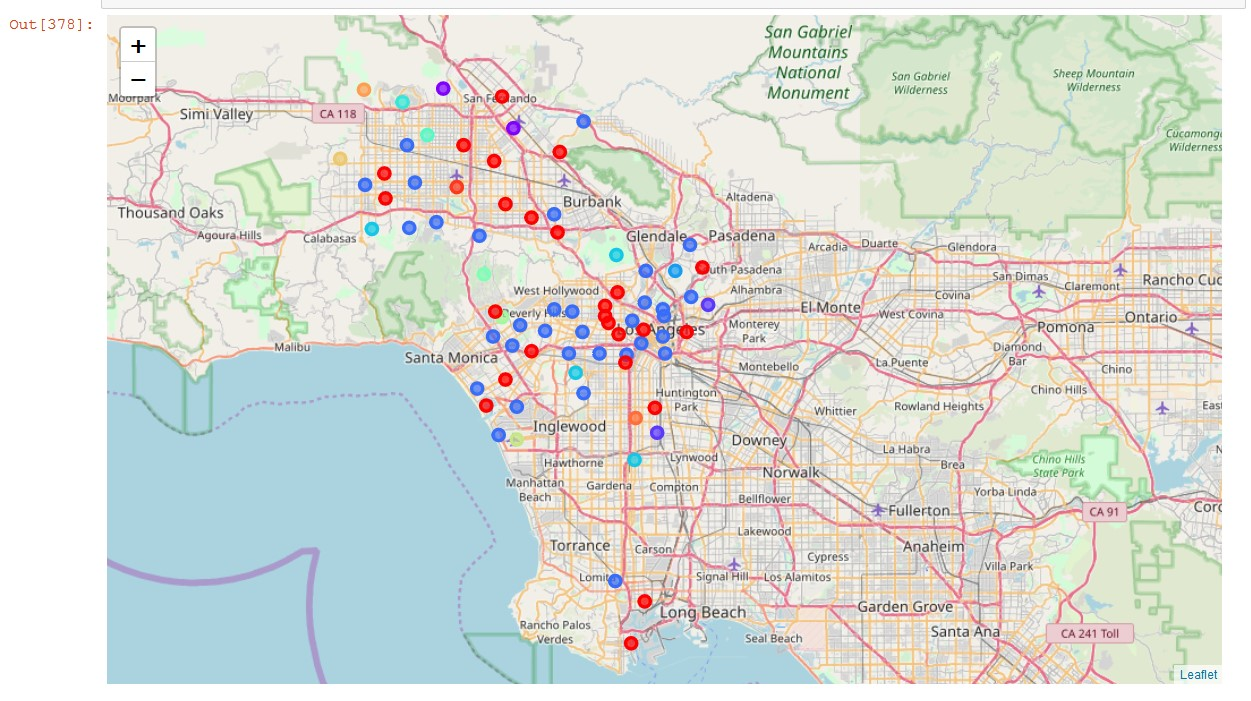 Out[378]:
+
−
San Gabriel
Mountains
National
Monument
San Gabriel
Wilderness
Sheep Mountain
Wilderness
Cucamonga
Wilderness
Moorpark
Simi Valley
CA 118
San Fernando
Thousand Oaks
Agoura Hills
Calabasas
Burbank
Altadena
Glendale
Pasadena
Arcadia
Duarte
Glendora
South Pasadena
San Dimas
Claremont
Rancho Cuc
West Hollywood
Alhambra
Covina
Beverly Hills
El Monte
West Covina
Ontario
Los Angeles
Monterey
Park
Pomona
Malibu
Santa Monica
Diamond
Bar
Montebello
La Puente
Chino
Huntington
Park
Chino Hills
Whittier
Rowland Heights
East
Inglewood
Downey
La Habra
Hawthorne
Lynwood
Norwalk
Brea
Chino Hills
State Park
Manhattan
Beach
Gardena
Compton
Bellflower
Yorba Linda
Fullerton
CA 91
Coro
Lakewood
Torrance
Carson
Cypress
Anaheim
Villa Park
Lomita
Signal Hill
Los Alamitos
Long Beach
Garden Grove
Rancho Palos
Verdes
Seal Beach
Santa Ana
CA 241 Toll
Leaflet